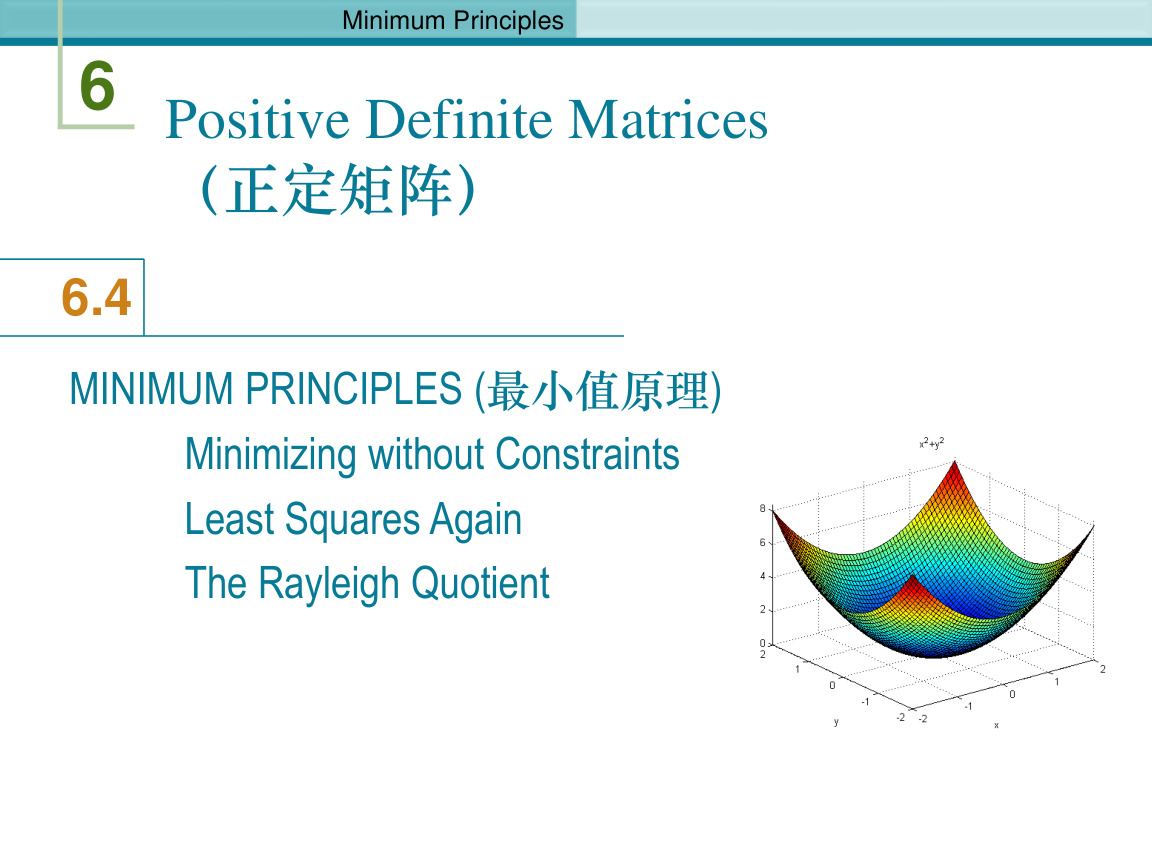 Minimum Principles
6
Positive Definite Matrices
（正定矩阵）
6.4
MINIMUM PRINCIPLES (最小值原理)
Minimizing without Constraints
Least Squares Again
The Rayleigh Quotient
x²+y²
8
6
4
2
0
2
1
0
-1
-2
-2
-1
0
1
2
y
x